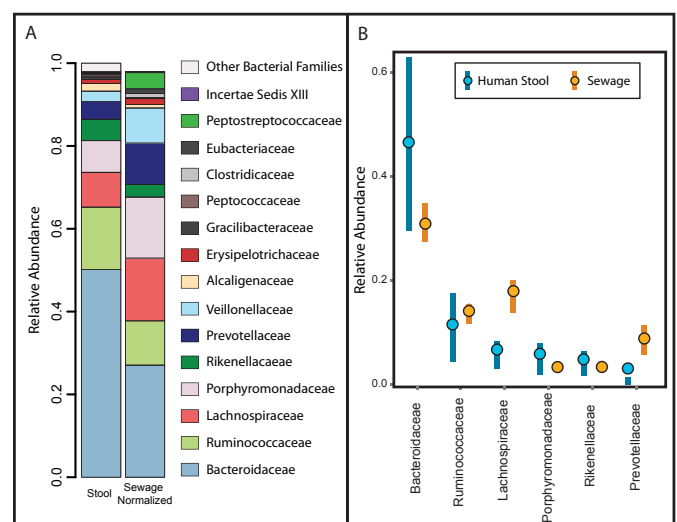 A
Relative Abundance
1.0
0.8
0.6
0.4
0.2
0.0
Stool
Sewage
Normalized
Other Bacterial Families
Incertae Sedis XIII
Peptostreptococcaceae
Eubacteriaceae
Clostridicaceae
Peptococcaceae
Gracilibacteraceae
Erysipelotrichaceae
Alcaligenaceae
Veillonellaceae
Prevotellaceae
Rikenellacaeae
Porphyromonadaceae
Lachnospiraceae
Ruminococcaceae
Bacteroidaceae
B
Human Stool
Sewage
Relative Abundance
0.6
0.4
0.2
0.0
Bacteroidaceae
Ruminococcaceae
Lachnospiraceae
Porphyromonadaceae
Rikenellaceae
Prevotellaceae